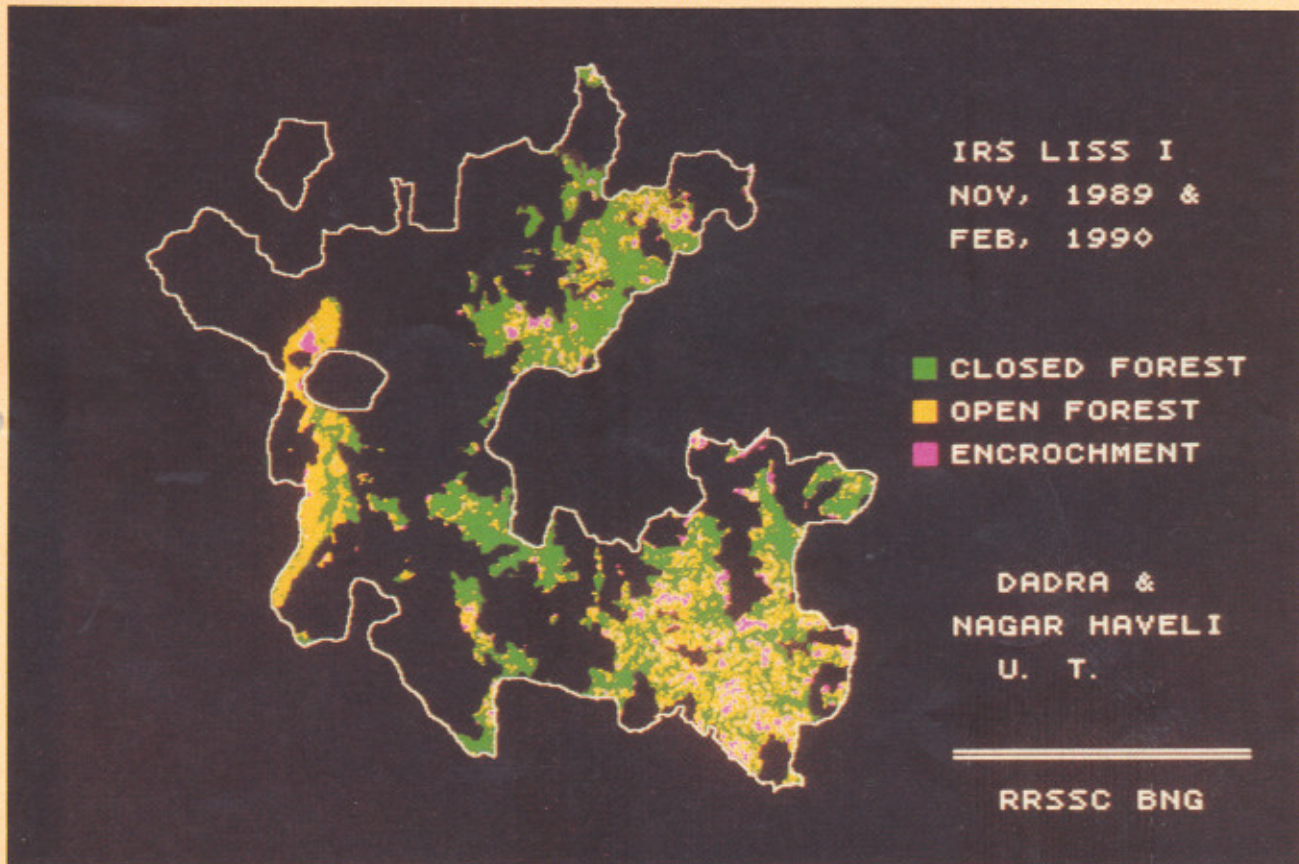 IRS LISS I
NOV, 1989 &
FEB, 1990
CLOSED FOREST
OPEN FOREST
ENCROCHMENT
DADRA &
NAGAR HAVELI
U. T.
RRSSC BNG